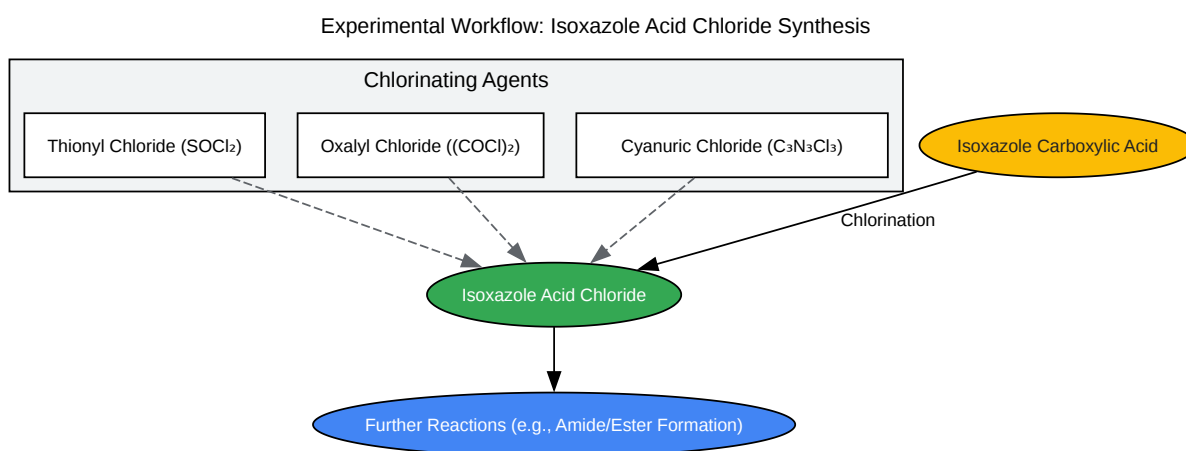 Experimental Workflow: Isoxazole Acid Chloride Synthesis
Chlorinating Agents
Thionyl Chloride (SOCl₂)
Oxalyl Chloride ((COCl)₂)
Cyanuric Chloride (C₃N₃Cl₃)
Isoxazole Carboxylic Acid
Chlorination
Isoxazole Acid Chloride
Further Reactions (e.g., Amide/Ester Formation)